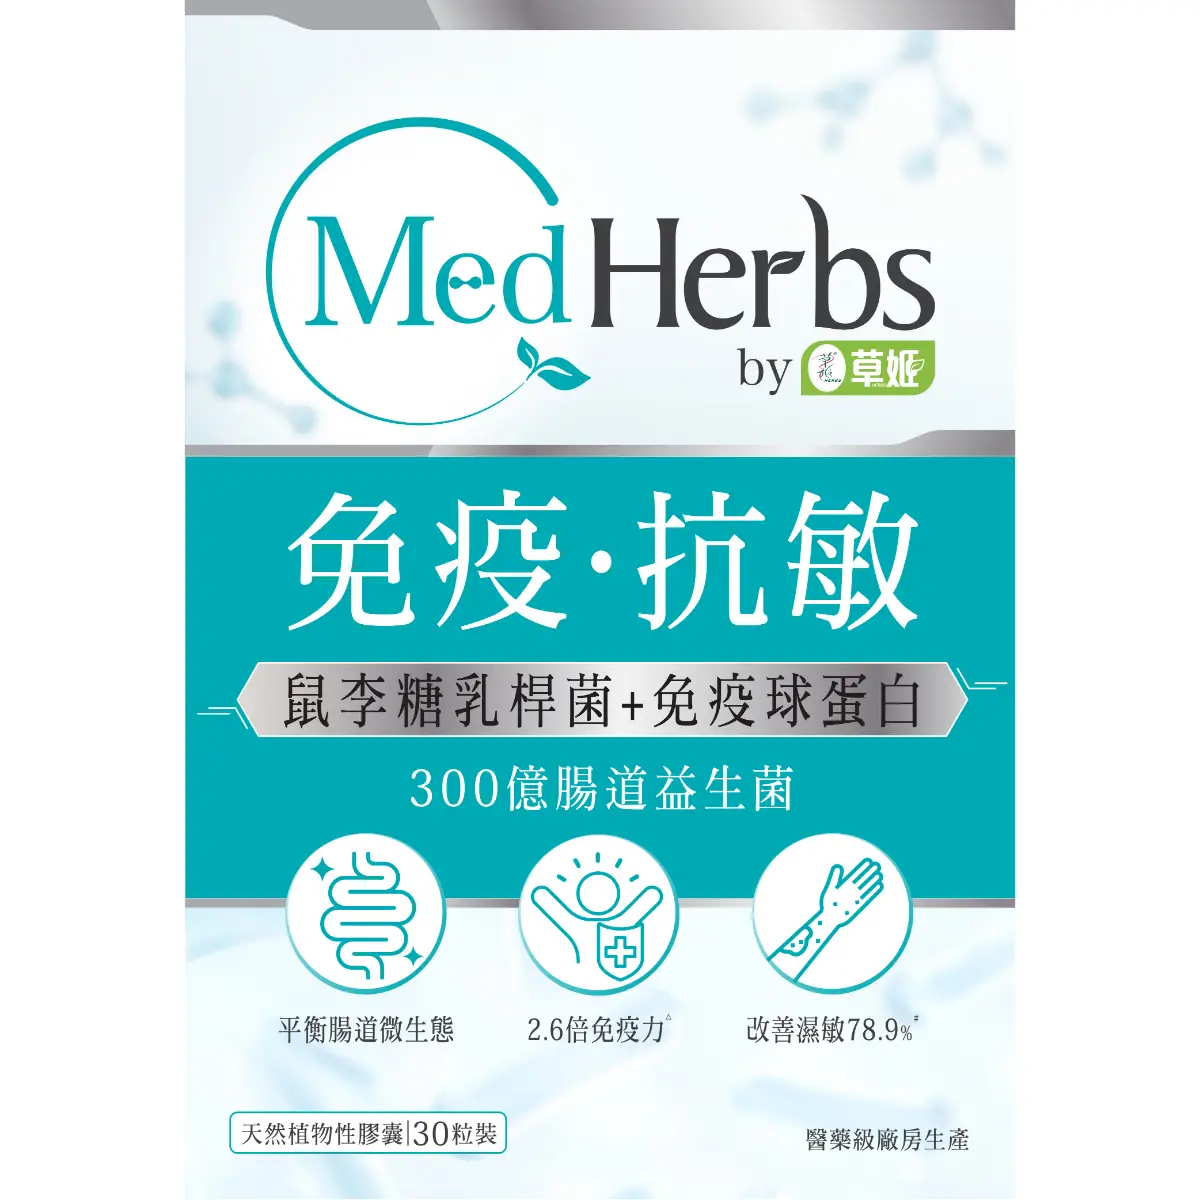 MedHerbs
by 草姬
免疫·抗敏
鼠李糖乳桿菌+免疫球蛋白
300億腸道益生菌
平衡腸道微生態
2.6倍免疫力△
改善濕敏78.9%#
天然植物性膠囊|30粒裝
醫藥級廠房生產